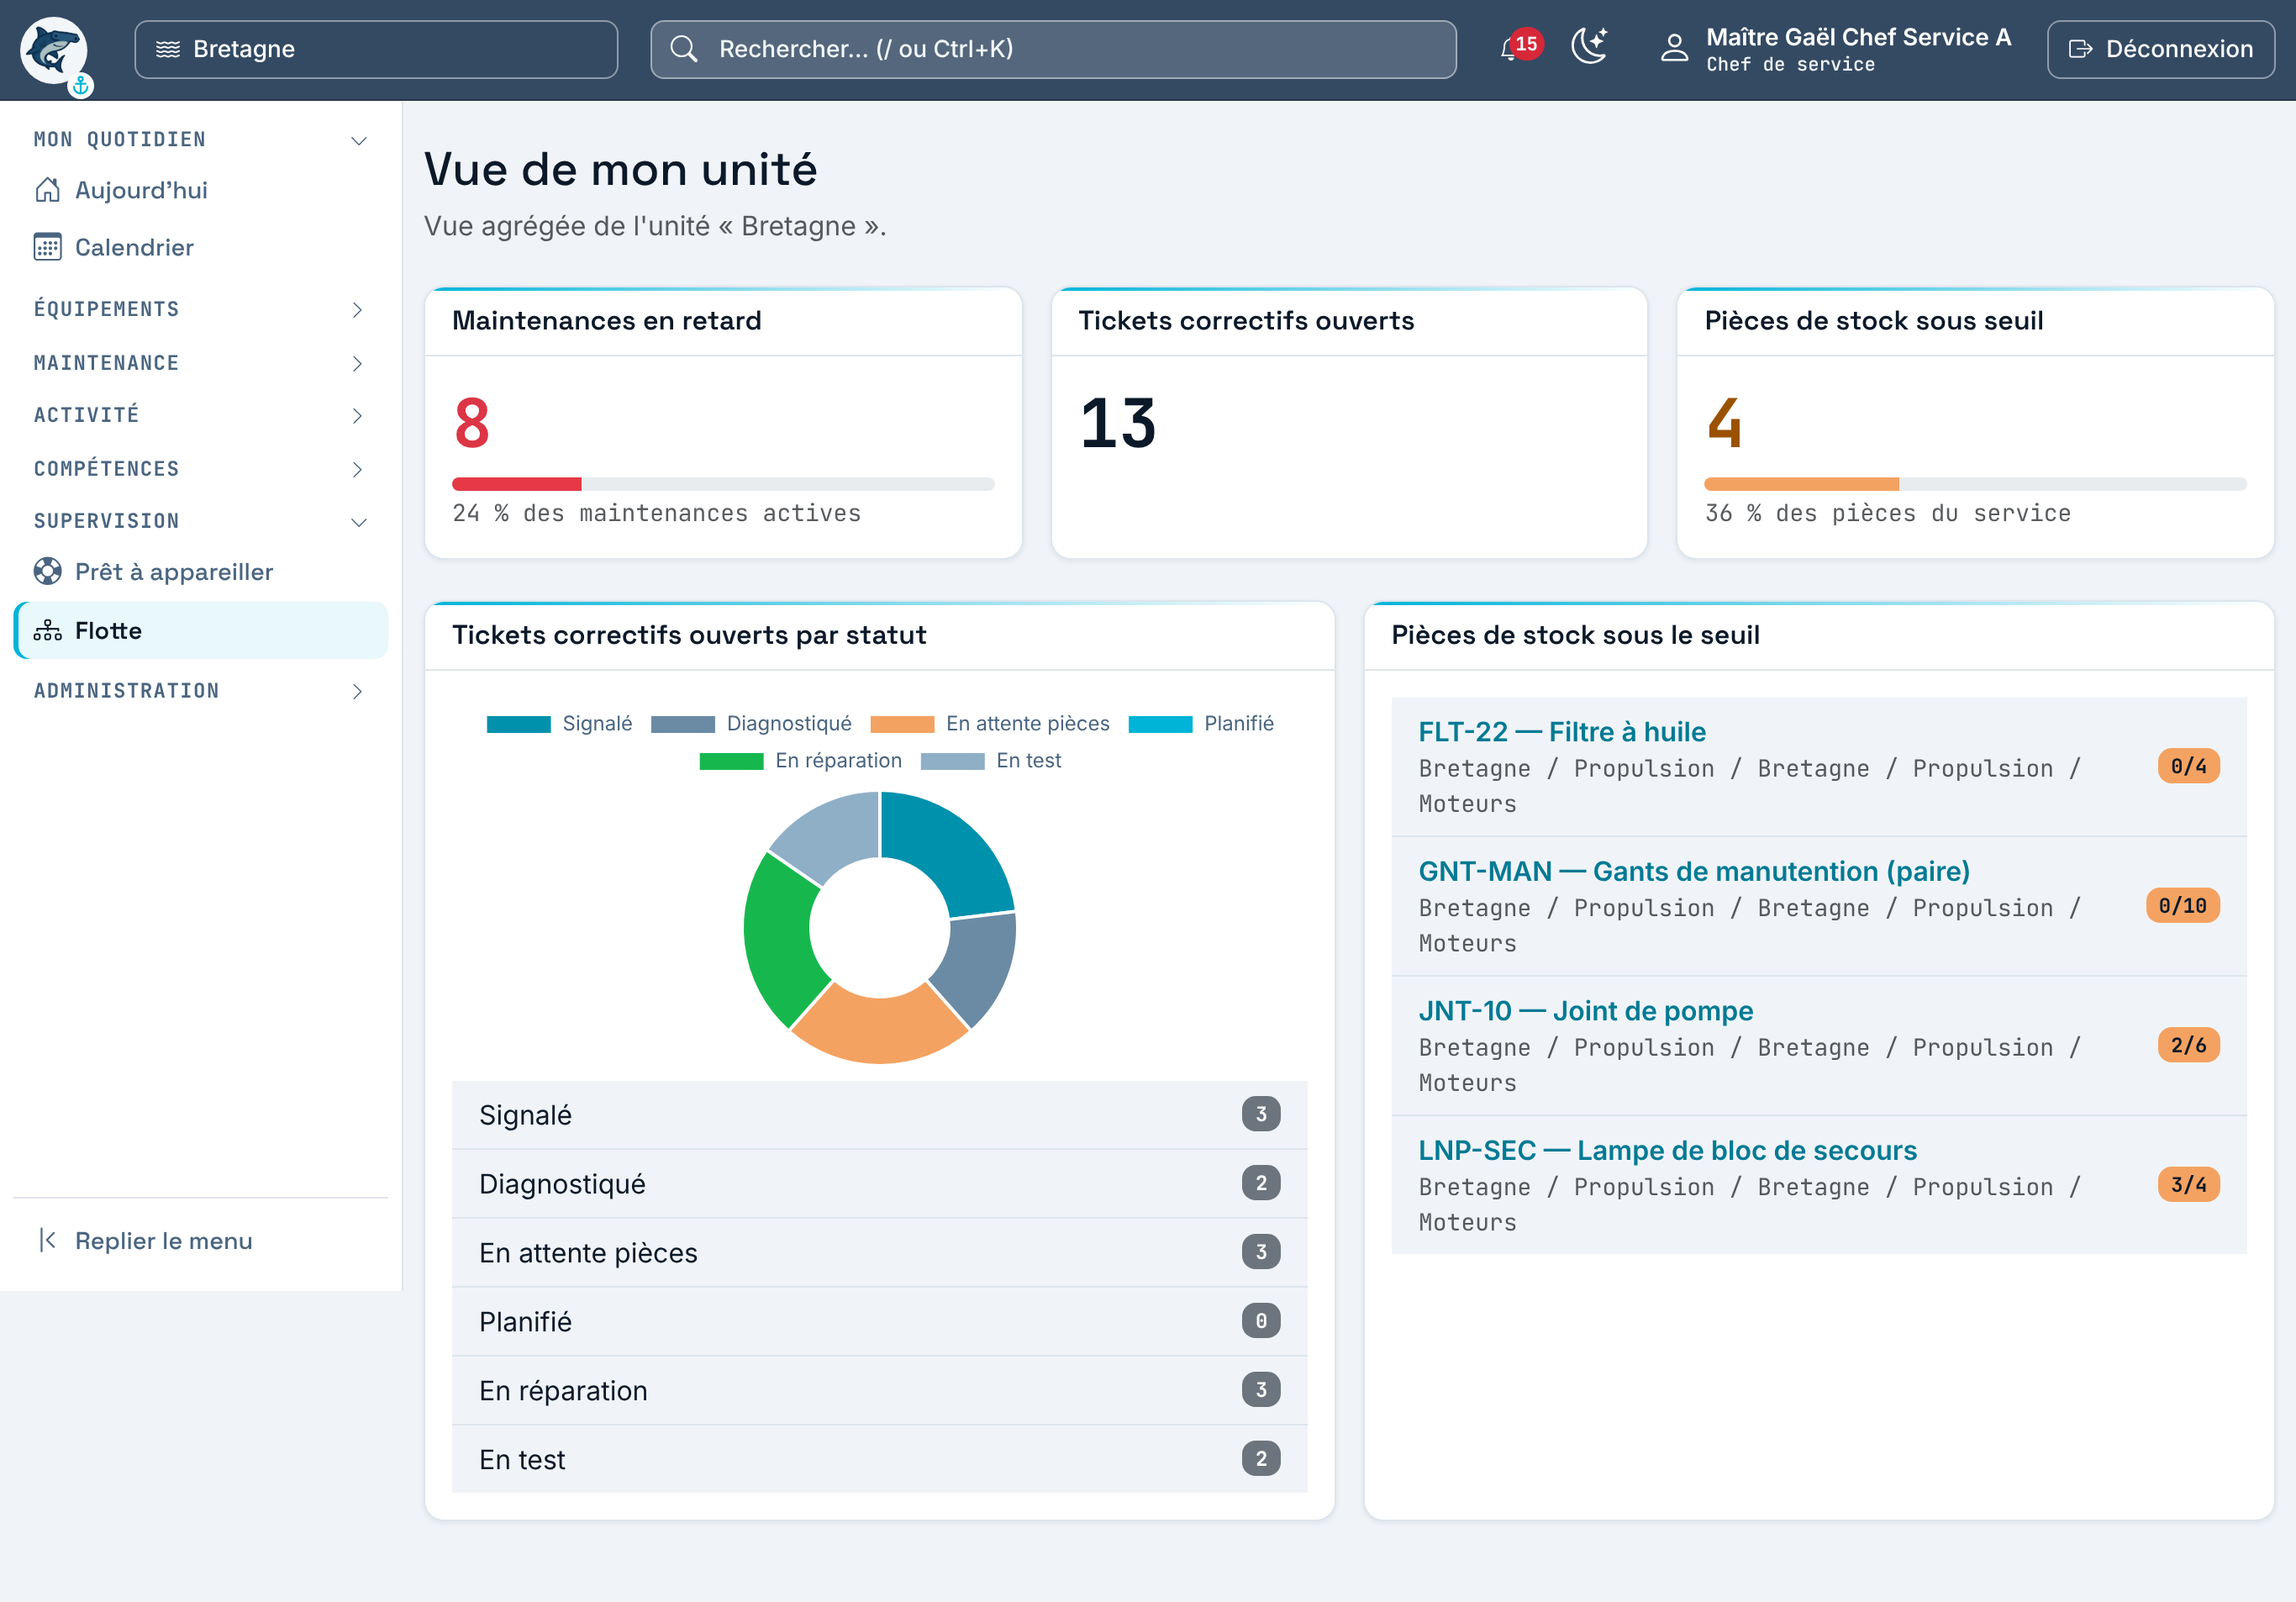 Bretagne
Rechercher... (/ ou Ctrl+K)
15
Maître Gaël Chef Service A
Chef de service
Déconnexion
MON QUOTIDIEN
Aujourd'hui
Calendrier
ÉQUIPEMENTS
MAINTENANCE
ACTIVITÉ
COMPÉTENCES
SUPERVISION
Prêt à appareiller
Flotte
ADMINISTRATION
Replier le menu
Vue de mon unité
Vue agrégée de l'unité « Bretagne ».
Maintenances en retard
8
24 % des maintenances actives
Tickets correctifs ouverts
13
Pièces de stock sous seuil
4
36 % des pièces du service
Tickets correctifs ouverts par statut
Signalé Diagnostiqué En attente pièces Planifié
En réparation En test
Signalé 3
Diagnostiqué 2
En attente pièces 3
Planifié 0
En réparation 3
En test 2
Pièces de stock sous le seuil
FLT-22 — Filtre à huile
Bretagne / Propulsion / Bretagne / Propulsion /
Moteurs
0/4
GNT-MAN — Gants de manutention (paire)
Bretagne / Propulsion / Bretagne / Propulsion /
Moteurs
0/10
JNT-10 — Joint de pompe
Bretagne / Propulsion / Bretagne / Propulsion /
Moteurs
2/6
LNP-SEC — Lampe de bloc de secours
Bretagne / Propulsion / Bretagne / Propulsion /
Moteurs
3/4